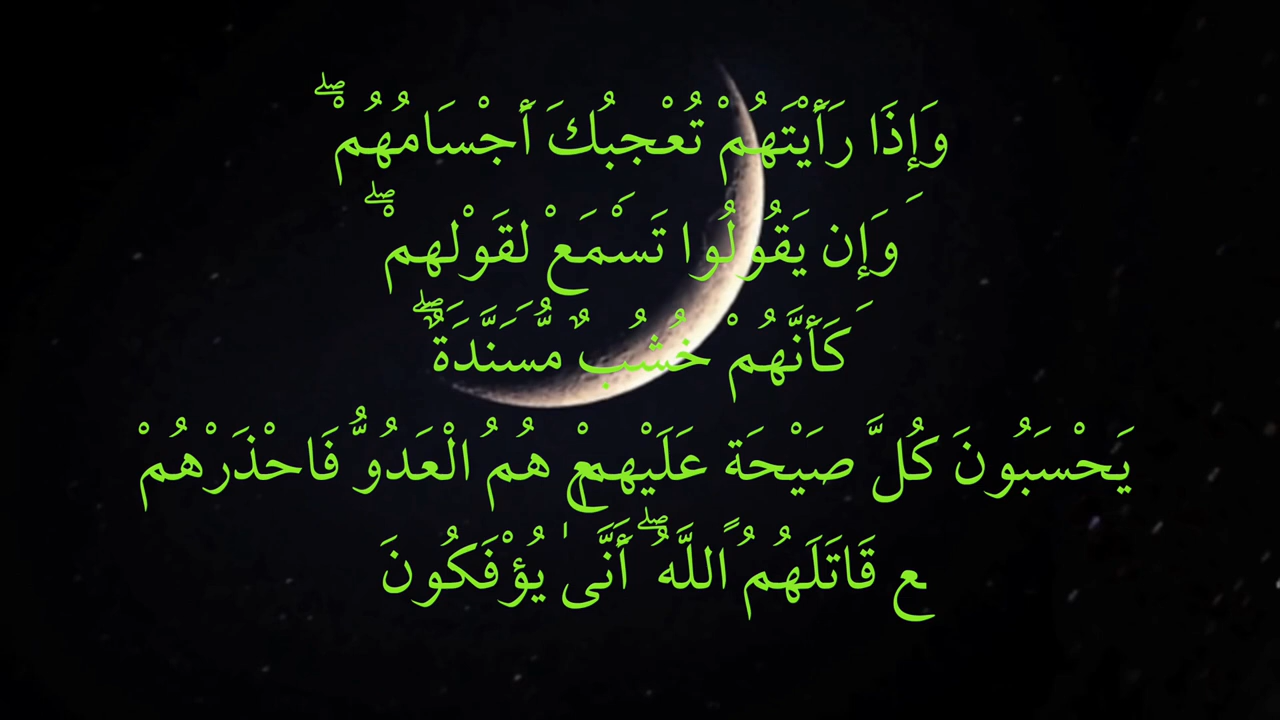 وَإِذَا رَأَيْتَهُمْ تُعْجِبُكَ أَجْسَامُهُمْ ۖ
وَإِن يَقُولُوا تَسْمَعْ لِقَوْلِهِمْ ۖ
كَأَنَّهُمْ خُشُبٌ مُّسَنَّدَةٌ ۖ
يَحْسَبُونَ كُلَّ صَيْحَةٍ عَلَيْهِمْ ع هُمُ الْعَدُوُّ فَاحْذَرْهُمْ
ع قَاتَلَهُمُ اللَّهُ ۖ أَنَّىٰ يُؤْفَكُونَ